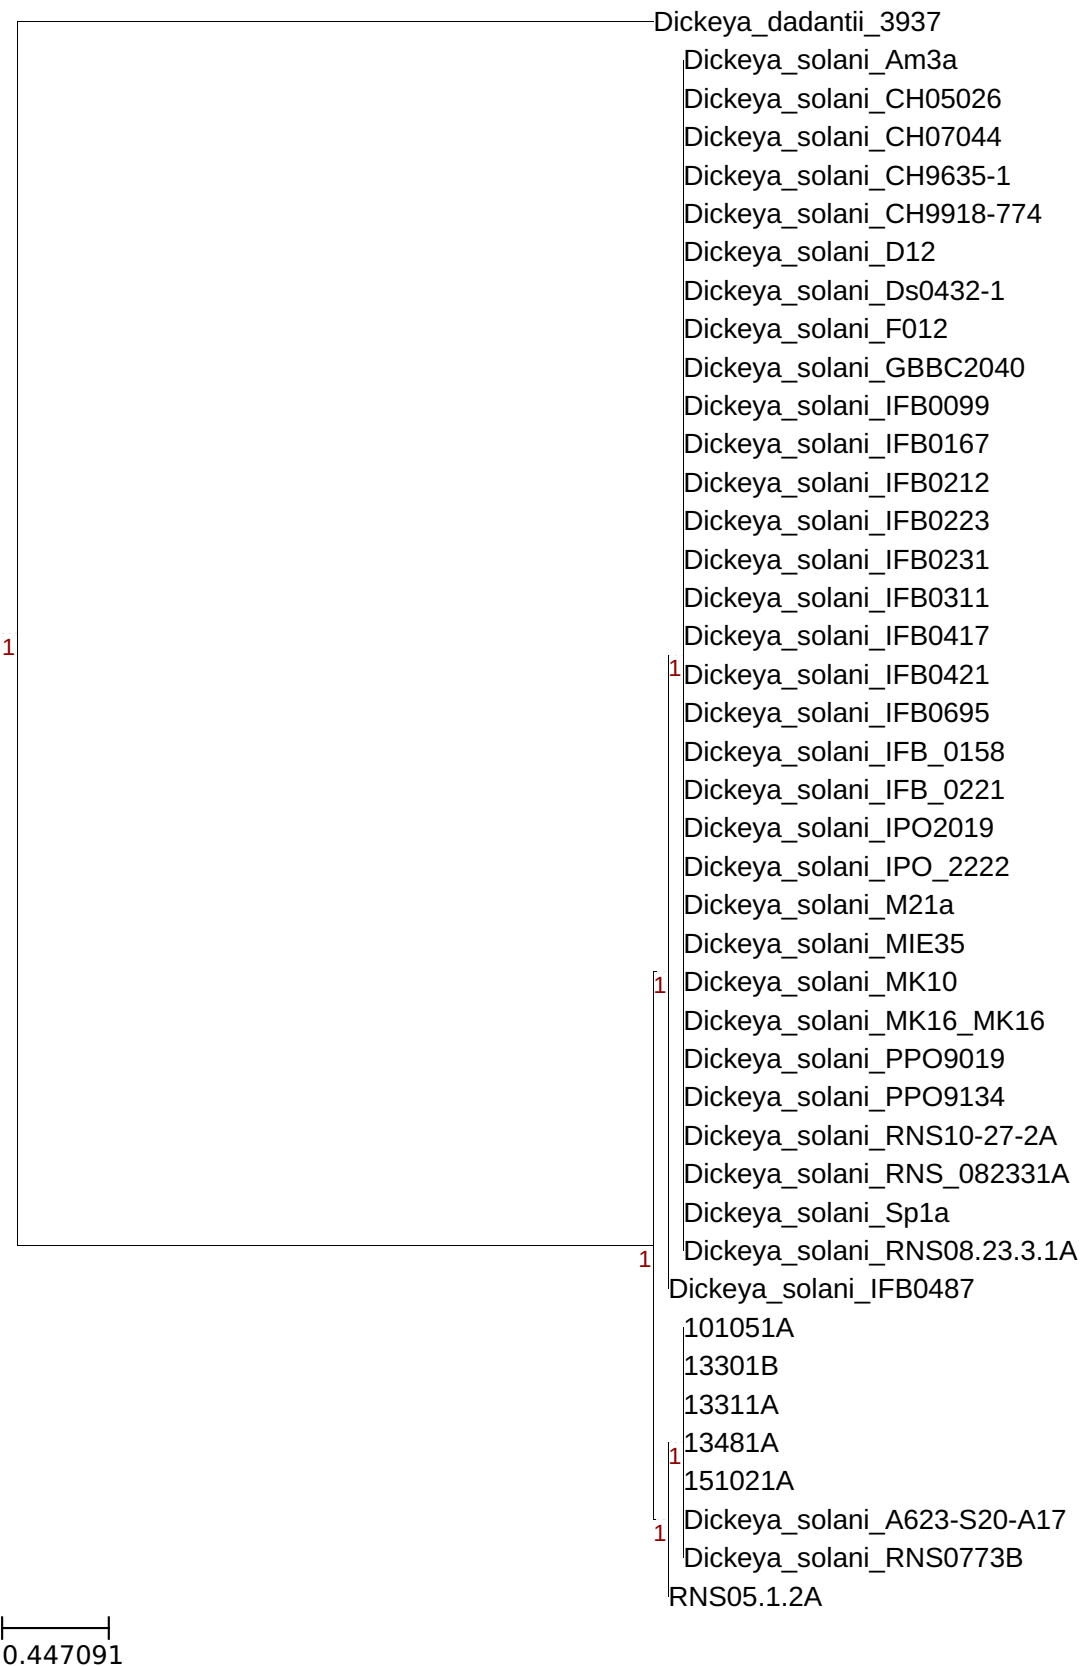 Dickeya_dadantii_3937
Dickeya_solani_Am3a
Dickeya_solani_CH05026
Dickeya_solani_CH07044
Dickeya_solani_CH9635-1
Dickeya_solani_CH9918-774
Dickeya_solani_D12
Dickeya_solani_Ds0432-1
Dickeya_solani_F012
Dickeya_solani_GBBC2040
Dickeya_solani_IFB0099
Dickeya_solani_IFB0167
Dickeya_solani_IFB0212
Dickeya_solani_IFB0223
Dickeya_solani_IFB0231
Dickeya_solani_IFB0311
Dickeya_solani_IFB0417
1
1
Dickeya_solani_IFB0421
Dickeya_solani_IFB0695
Dickeya_solani_IFB_0158
Dickeya_solani_IFB_0221
Dickeya_solani_IPO2019
Dickeya_solani_IPO_2222
Dickeya_solani_M21a
Dickeya_solani_MIE35
1
Dickeya_solani_MK10
Dickeya_solani_MK16_MK16
Dickeya_solani_PPO9019
Dickeya_solani_PPO9134
Dickeya_solani_RNS10-27-2A
Dickeya_solani_RNS_082331A
Dickeya_solani_Sp1a
Dickeya_solani_RNS08.23.3.1A
1
Dickeya_solani_IFB0487
101051A
13301B
13311A
13481A
1
151021A
Dickeya_solani_A623-S20-A17
1
Dickeya_solani_RNS0773B
RNS05.1.2A
0.447091